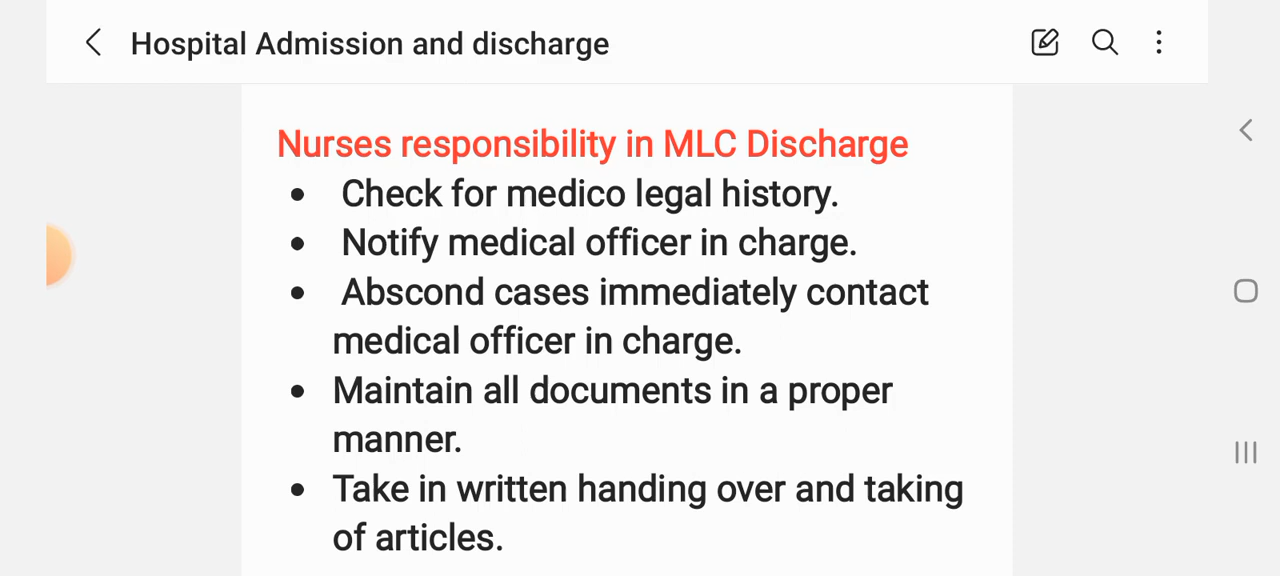 Hospital Admission and discharge
Nurses responsibility in MLC Discharge
• Check for medico legal history.
• Notify medical officer in charge.
• Abscond cases immediately contact
medical officer in charge.
• Maintain all documents in a proper
manner.
• Take in written handing over and taking
of articles.